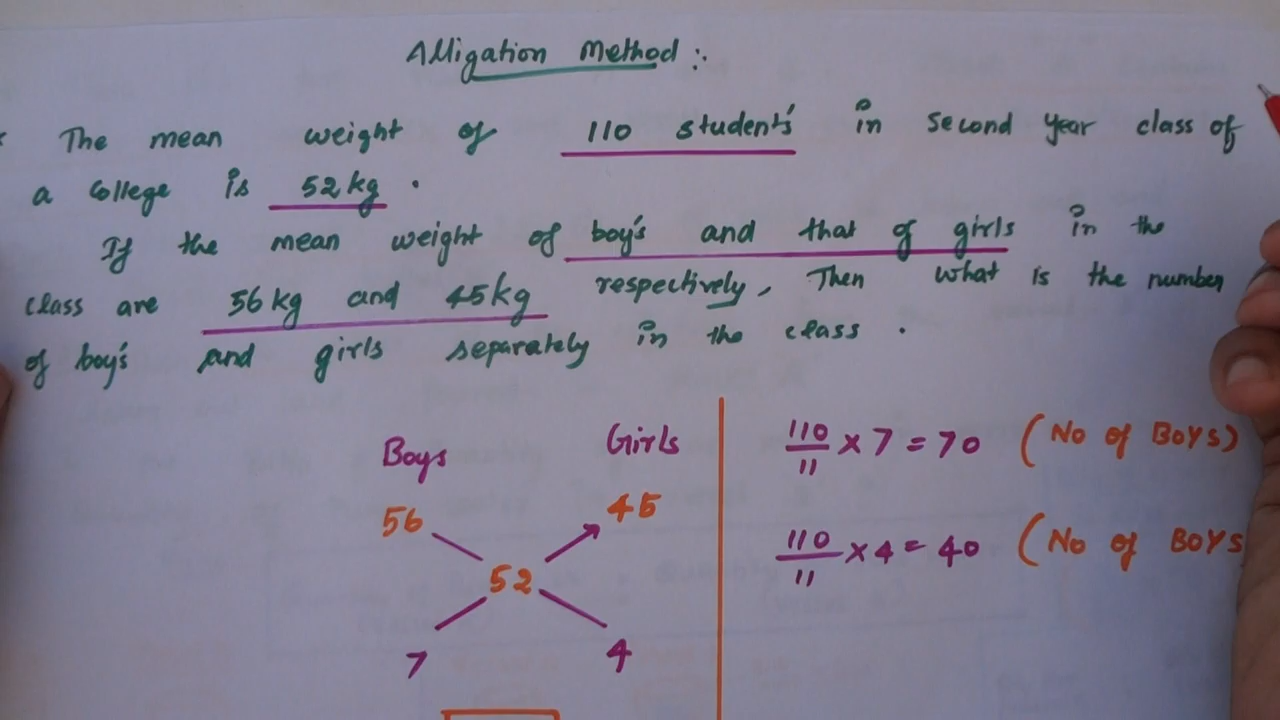 Alligation Method :
The mean weight of 110 students' in second year class of
a college is 52 kg .
If the mean weight of boy's and that of girls in the
class are 56 kg and 45 kg respectively, Then what is the number
of boy's and girls separately in the class .
Boys Girls
56 45
52
7 4
110/11 × 7 = 70 (No of Boys)
110/11 × 4 = 40 (No of Boys